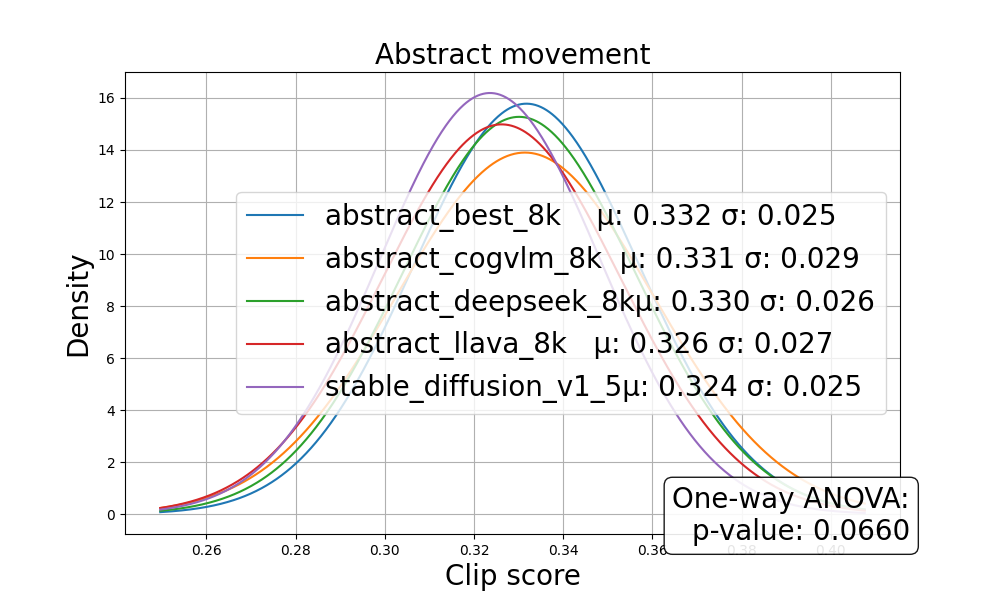 Abstract movement
16
14
12
10
8
6
4
2
0
Density
abstract_best_8k μ: 0.332 σ: 0.025
abstract_cogvlm_8k μ: 0.331 σ: 0.029
abstract_deepseek_8kμ: 0.330 σ: 0.026
abstract_llava_8k μ: 0.326 σ: 0.027
stable_diffusion_v1_5μ: 0.324 σ: 0.025
One-way ANOVA:
p-value: 0.0660
0.26 0.28 0.30 0.32 0.34 0.36 0.38 0.40
Clip score